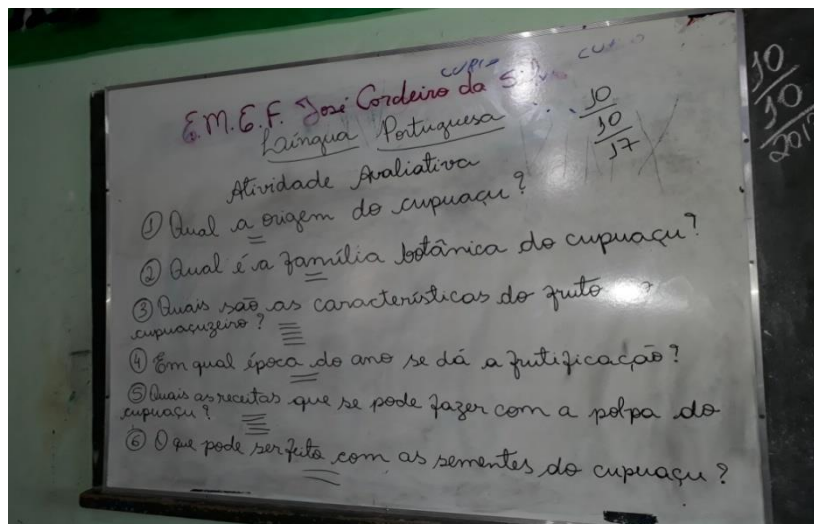 cupu
E.M.E.F. José Cordeiro da
Laíngua Portuguesa
10
10
17
Atividade Avaliativa
① Qual a origem do cupuaçu?
② Qual é a família botânica do cupuaçu?
③ Quais são as características do fruto
cupuaçuzeiro?
④ Em qual época do ano se dá a frutificação?
⑤ Quais as receitas que se pode fazer com a polpa do
cupuaçu?
⑥ O que pode ser feito com as sementes do cupuaçu?
10
10
2017